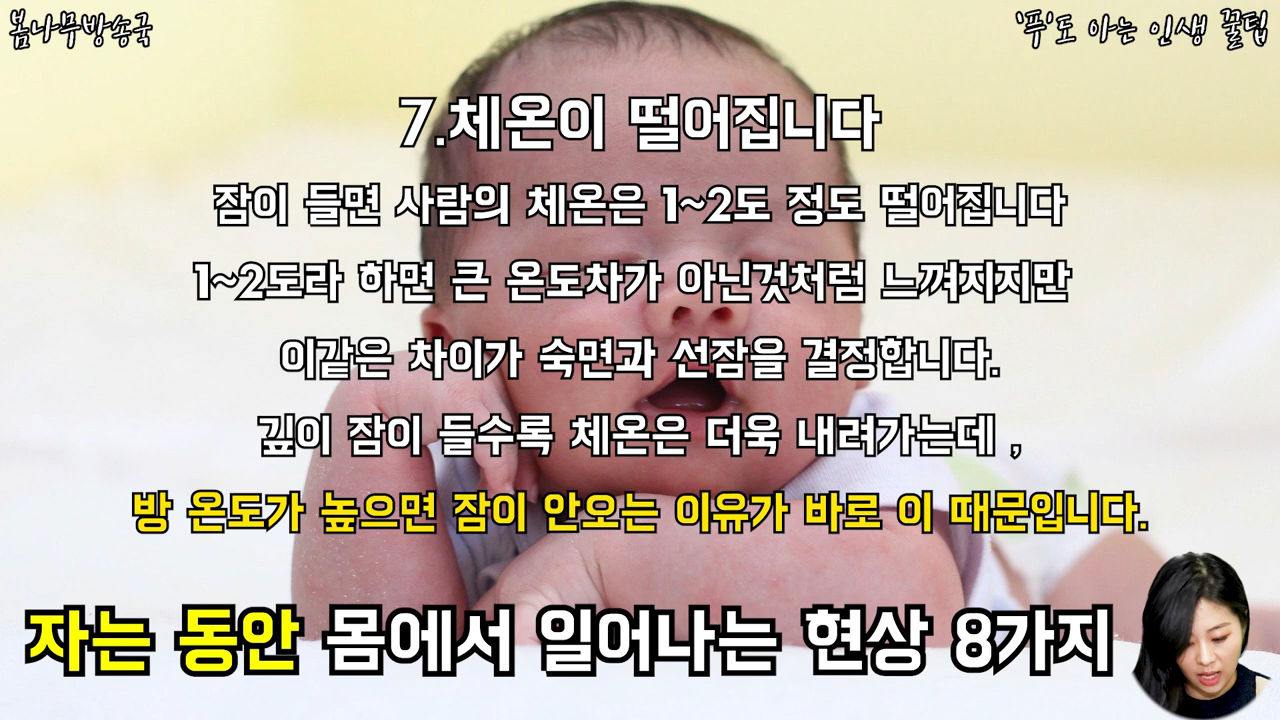 봄나무방송국
'푸'도 아는 인생 꿀팁
7.체온이 떨어집니다
잠이 들면 사람의 체온은 1~2도 정도 떨어집니다
1~2도라 하면 큰 온도차가 아닌것처럼 느껴지지만
이같은 차이가 숙면과 선잠을 결정합니다.
깊이 잠이 들수록 체온은 더욱 내려가는데 ,
방 온도가 높으면 잠이 안오는 이유가 바로 이 때문입니다.
자는 동안 몸에서 일어나는 현상 8가지